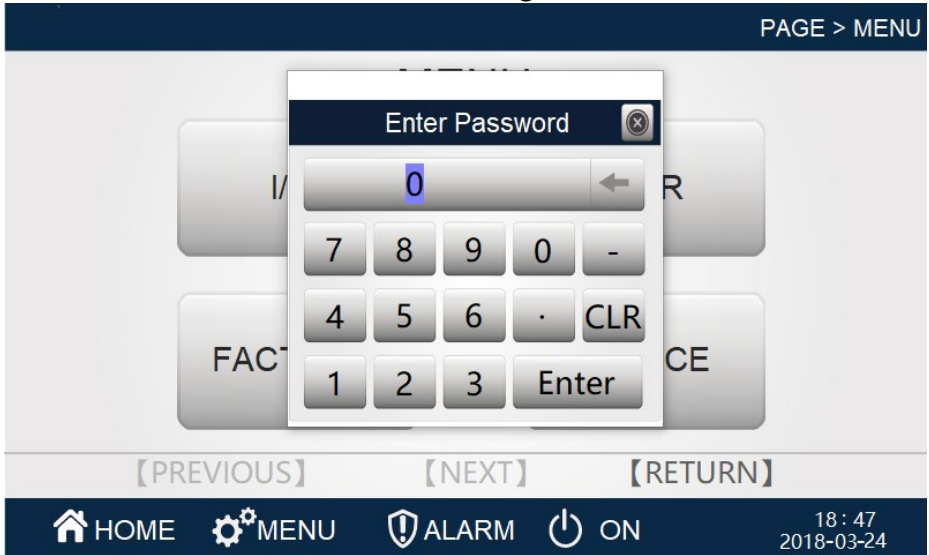 PAGE > MENU
Enter Password
I/
0
R
7 8 9 0 -
4 5 6 . CLR
FACT
CE
1 2 3 Enter
【PREVIOUS】 【NEXT】 【RETURN】
HOME MENU ALARM ON
18:47
2018-03-24